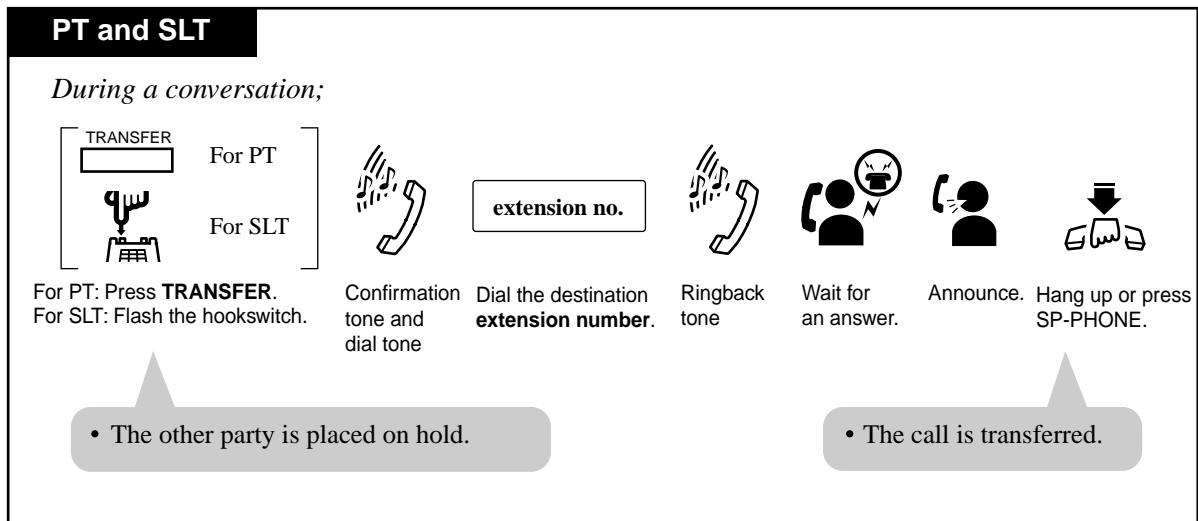 PT and SLT
During a conversation;
TRANSFER
For PT
For SLT
extension no.
For PT: Press TRANSFER.
For SLT: Flash the hookswitch.
Confirmation
tone and
dial tone
Dial the destination
extension number.
Ringback
tone
Wait for
an answer.
Announce.
Hang up or press
SP-PHONE.
• The other party is placed on hold.
• The call is transferred.